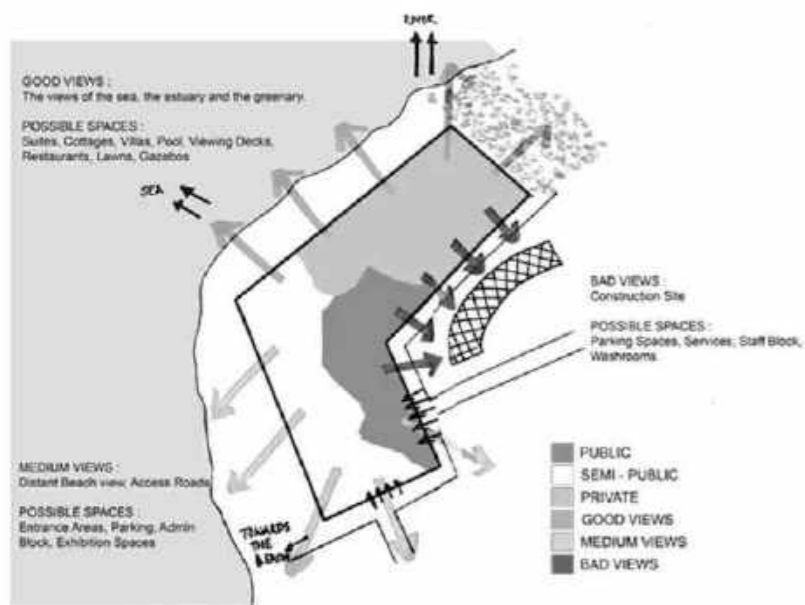 RIVER
GOOD VIEWS :
The views of the sea, the estuary and the greenary.
POSSIBLE SPACES :
Suites, Cottages, Villas, Pool, Viewing Decks,
Restaurants, Lawns, Gazebos
SEA
BAD VIEWS :
Construction Site
POSSIBLE SPACES :
Parking Spaces, Services, Staff Block,
Washrooms
MEDIUM VIEWS :
Distant Beach view, Access Roads
POSSIBLE SPACES :
Entrance Areas, Parking, Admin
Block, Exhibition Spaces
TOWARDS
THE
BEACH
PUBLIC
SEMI - PUBLIC
PRIVATE
GOOD VIEWS
MEDIUM VIEWS
BAD VIEWS